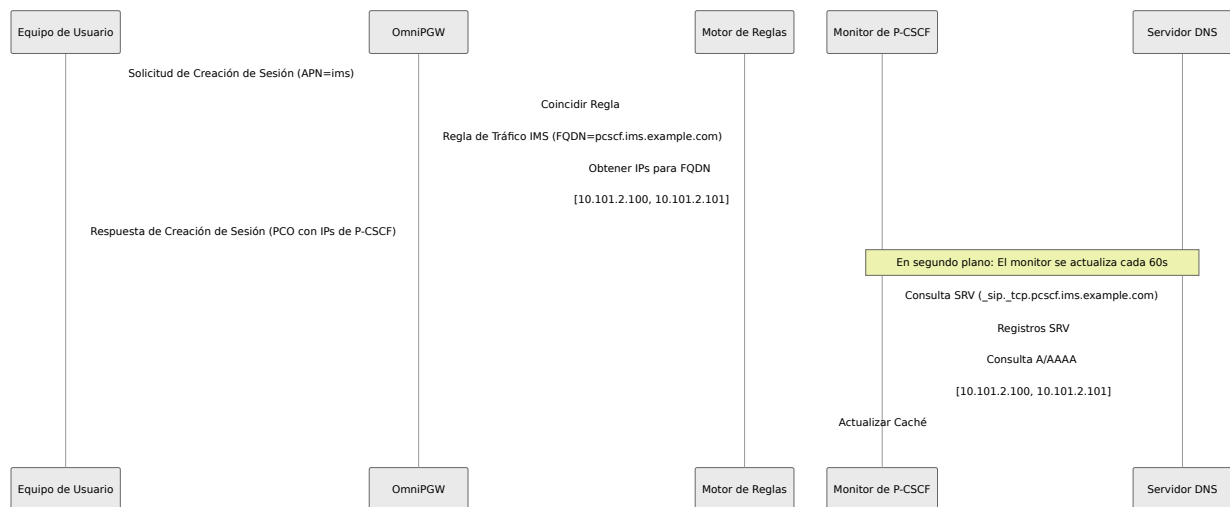 Equipo de Usuario
OmniPGW
Motor de Reglas
Monitor de P-CSCF
Servidor DNS
Solicitud de Creación de Sesión (APN=ims)
Coincidir Regla
Regla de Tráfico IMS (FQDN=pcscf.ims.example.com)
Obtener IPs para FQDN
[10.101.2.100, 10.101.2.101]
Respuesta de Creación de Sesión (PCO con IPs de P-CSCF)
En segundo plano: El monitor se actualiza cada 60s
Consulta SRV (_sip._tcp.pcscf.ims.example.com)
Registros SRV
Consulta A/AAAA
[10.101.2.100, 10.101.2.101]
Actualizar Caché
Equipo de Usuario
OmniPGW
Motor de Reglas
Monitor de P-CSCF
Servidor DNS